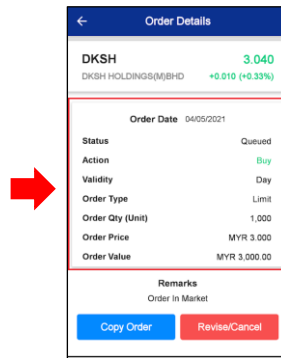 Order Details
DKSH 3.040
DKSH HOLDINGS(M)BHD +0.010 (+0.33%)
Order Date 04/05/2021
Status Queued
Action Buy
Validity Day
Order Type Limit
Order Qty (Unit) 1,000
Order Price MYR 3.000
Order Value MYR 3,000.00
Remarks
Order In Market
Copy Order Revise/Cancel